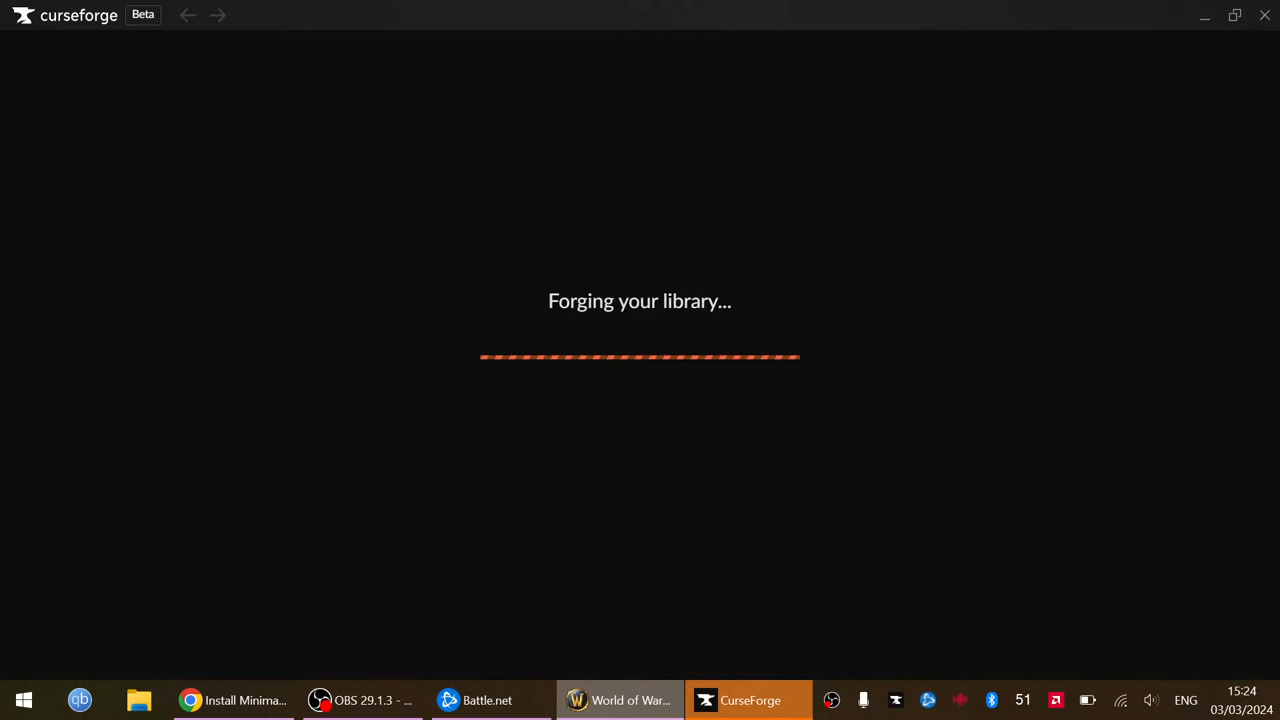 curseforge Beta
Forging your library...
qb Install Minima... OBS 29.1.3 - ... Battle.net World of War... CurseForge 51 ENG 15:24
03/03/2024